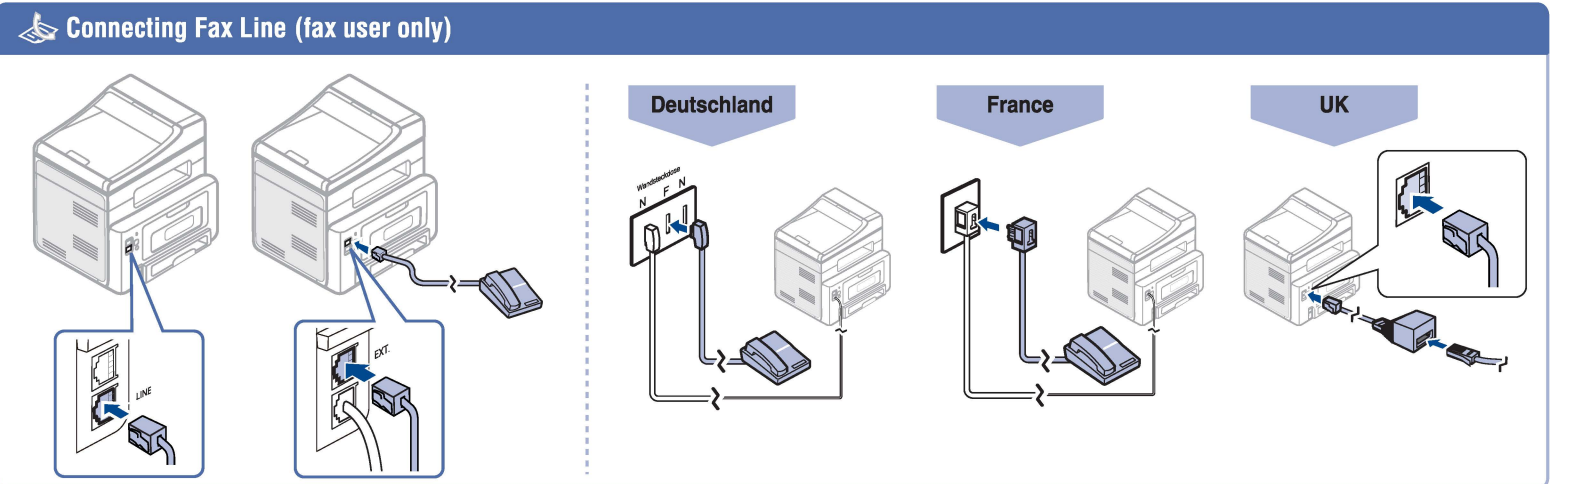 Connecting Fax Line (fax user only)
LINE
EXT.
Deutschland
Wandsteckdose
N F N
France
UK